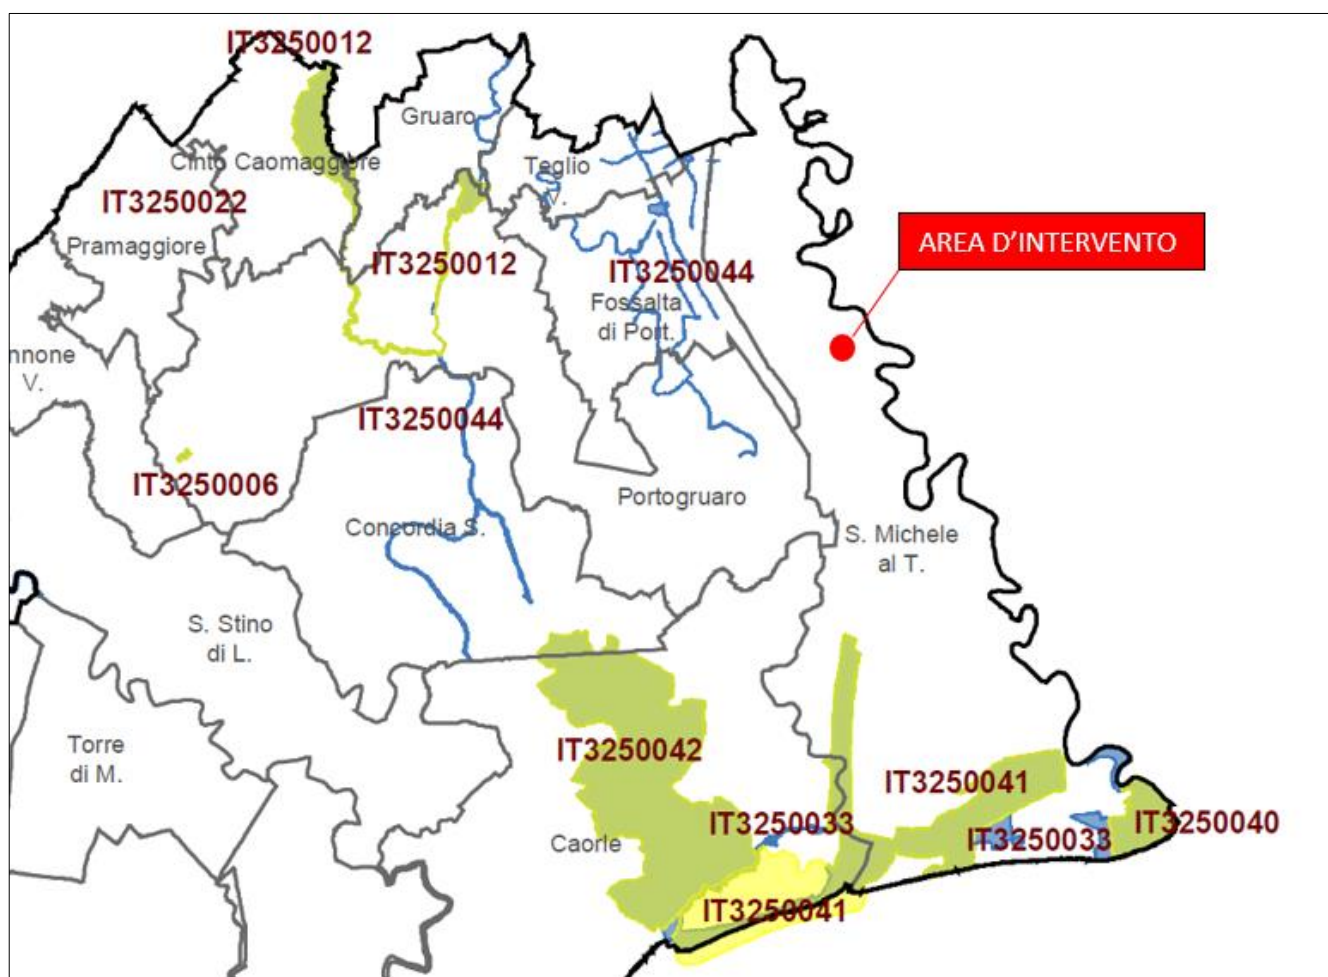 IT3250012
Gruaro
Cinto Caomaggiore
Teglio
V.
IT3250022
Pramaggiore
AREA D'INTERVENTO
IT3250012
IT3250044
Fossalta
di Port.
nnone
V.
IT3250044
IT3250006
Portogruaro
Concordia S.
S. Michele
al T.
S. Stino
di L.
Torre
di M.
IT3250042
IT3250041
IT3250033
IT3250040
IT3250033
Caorle
IT3250041